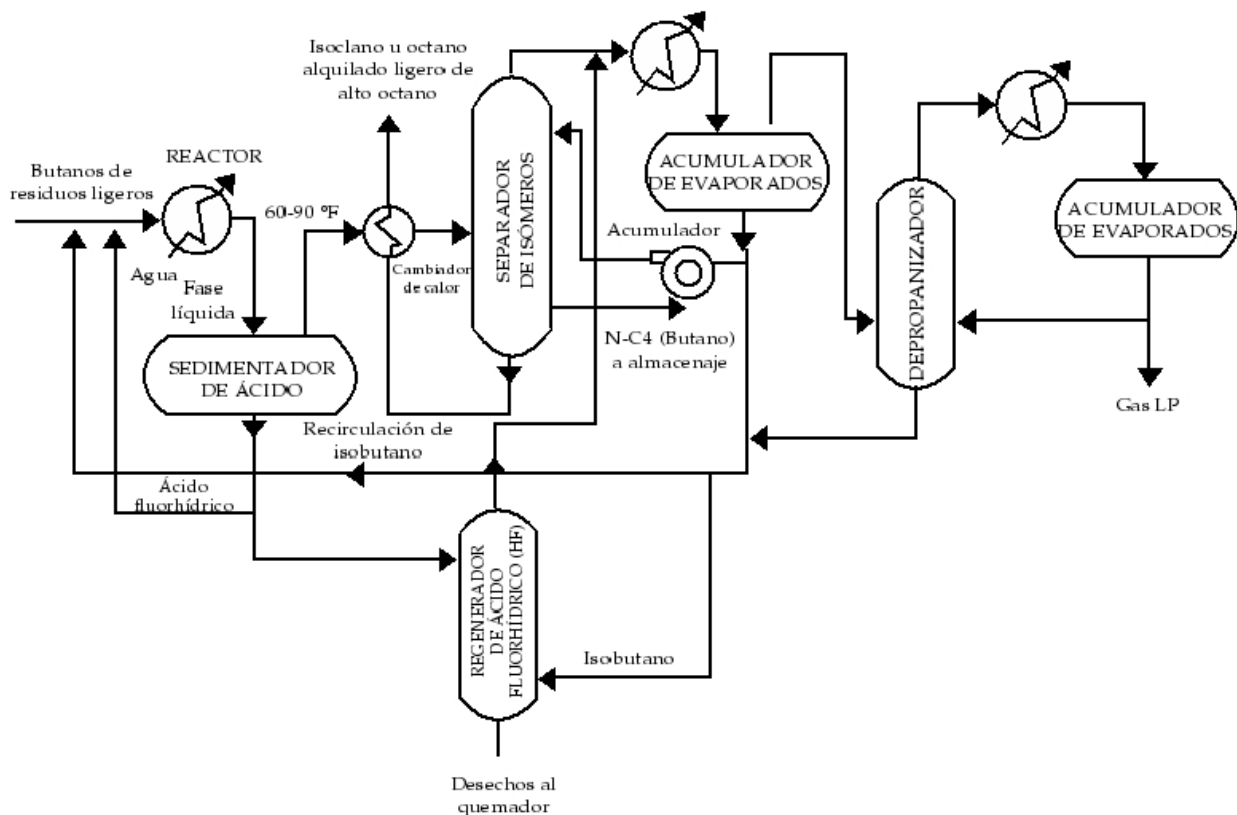 Isoclano u octano
alquilado ligero de
alto octano
REACTOR
Butanos de
residuos ligeros
60-90 °F
Agua
Fase
líquida
Cambiador
de calor
SEPARADOR
DE ISÓMEROS
ACUMULADOR
DE EVAPORADOS
Acumulador
N-C4 (Butano)
a almacenaje
DEPROPANIZADOR
ACUMULADOR
DE EVAPORADOS
Gas LP
SEDIMENTADOR
DE ÁCIDO
Recirculación de
isobutano
Ácido
fluorhídrico
REGENERADOR
DE ÁCIDO
FLUORHÍDRICO (HF)
Isobutano
Desechos al
quemador